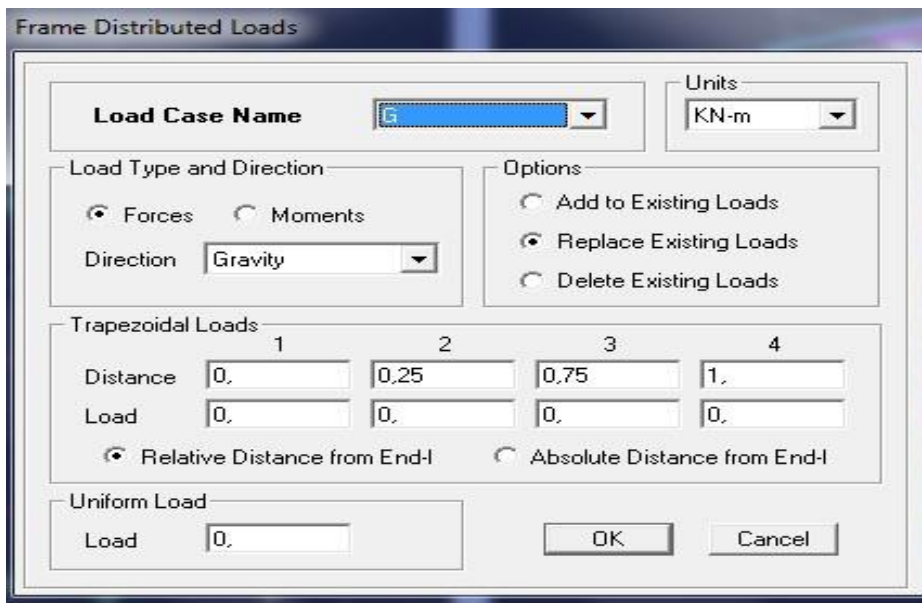 Frame Distributed Loads
Units
Load Case Name G KN-m
Load Type and Direction Options
Forces Moments Add to Existing Loads
Replace Existing Loads
Direction Gravity
Delete Existing Loads
Trapezoidal Loads
1 2 3 4
Distance 0, 0,25 0,75 1,
Load 0, 0, 0, 0,
Relative Distance from End-I Absolute Distance from End-I
Uniform Load
Load 0, OK Cancel